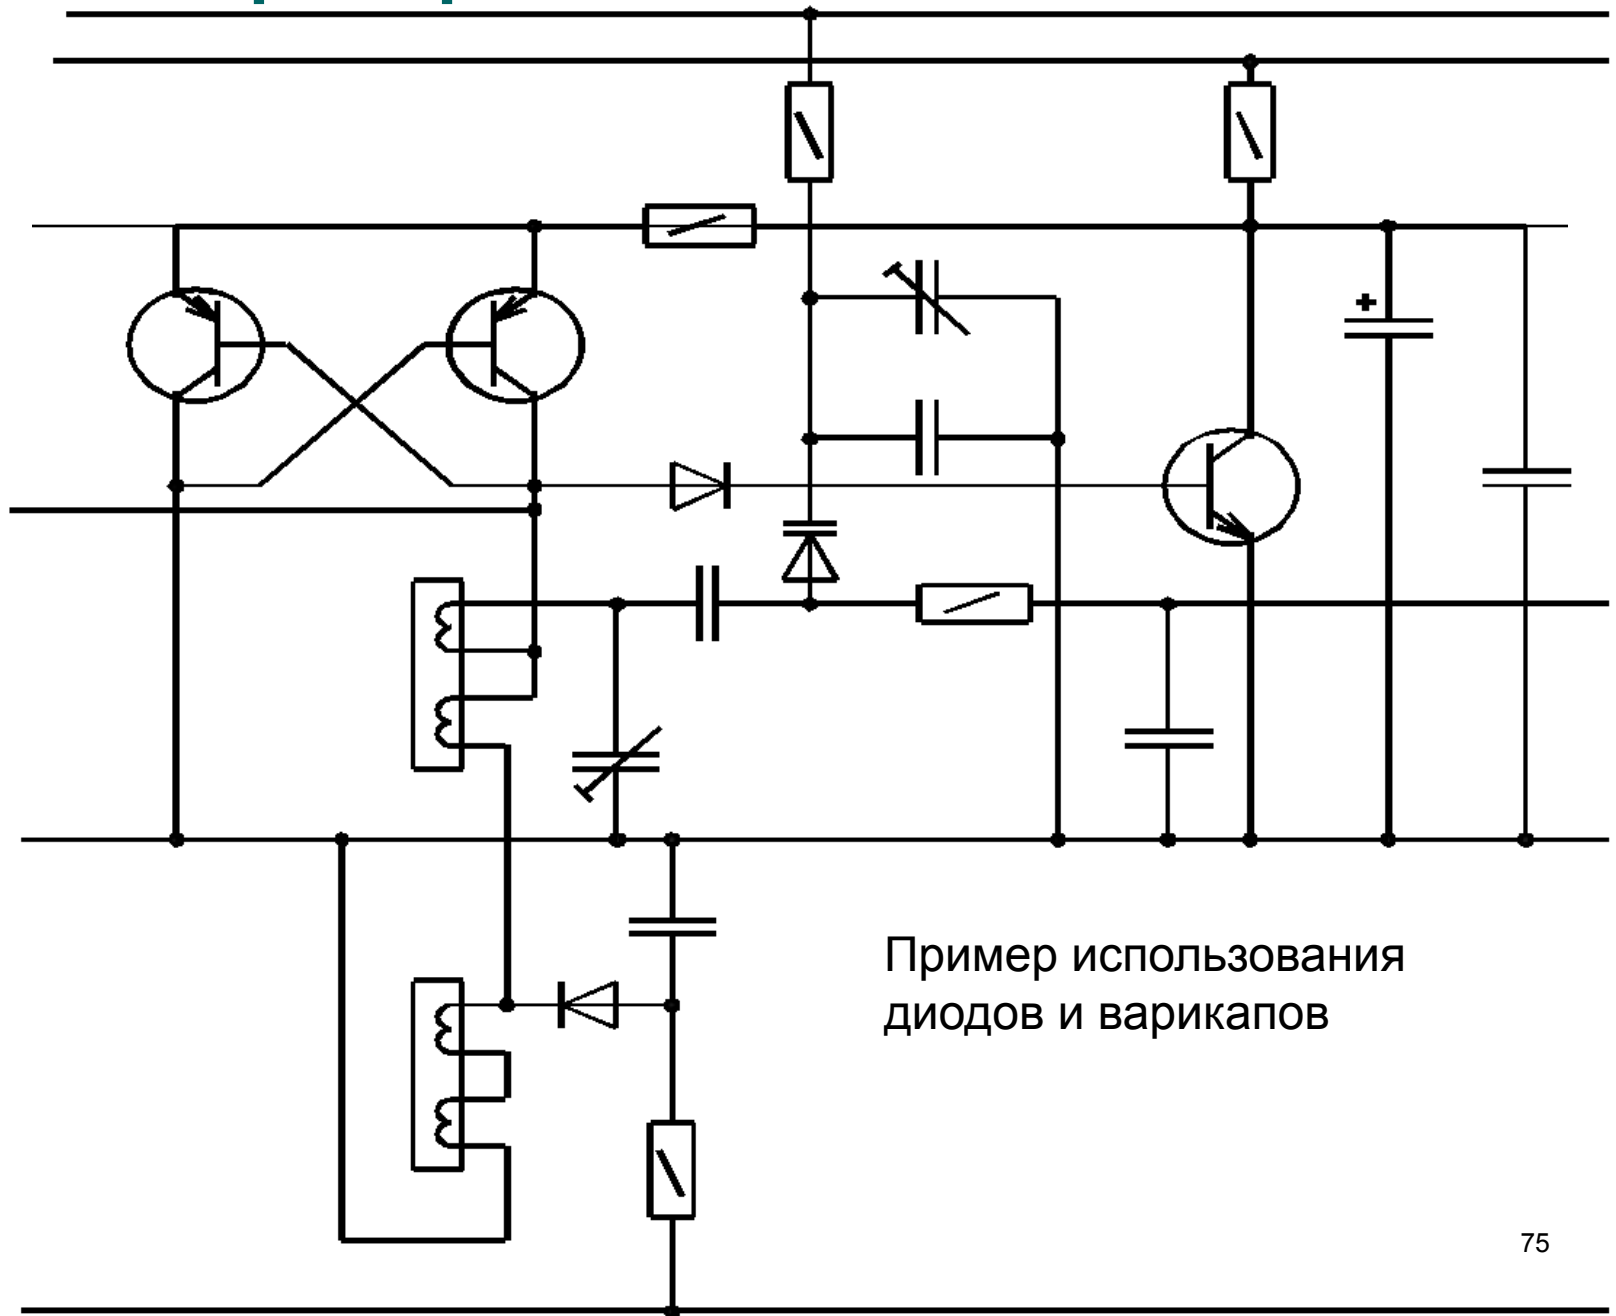 Пример использования
диодов и варикапов
75